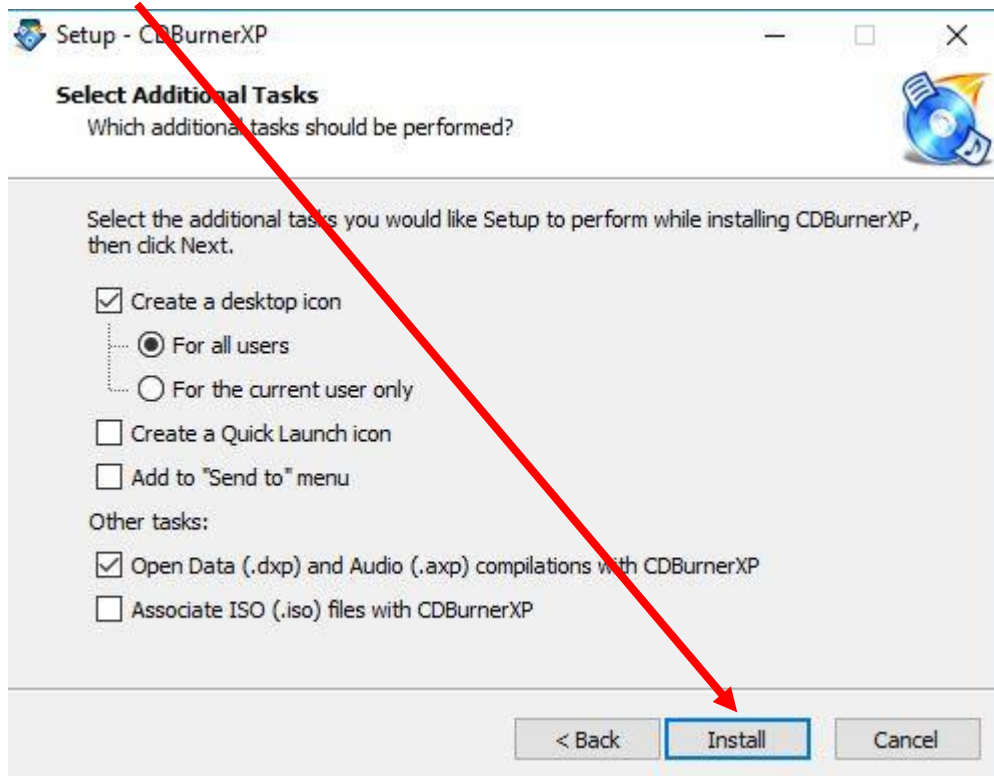 Setup - CDBurnerXP
Select Additional Tasks
Which additional tasks should be performed?
Select the additional tasks you would like Setup to perform while installing CDBurnerXP,
then click Next.
Create a desktop icon
For all users
For the current user only
Create a Quick Launch icon
Add to "Send to" menu
Other tasks:
Open Data (.dxp) and Audio (.axp) compilations with CDBurnerXP
Associate ISO (.iso) files with CDBurnerXP
< Back Install Cancel